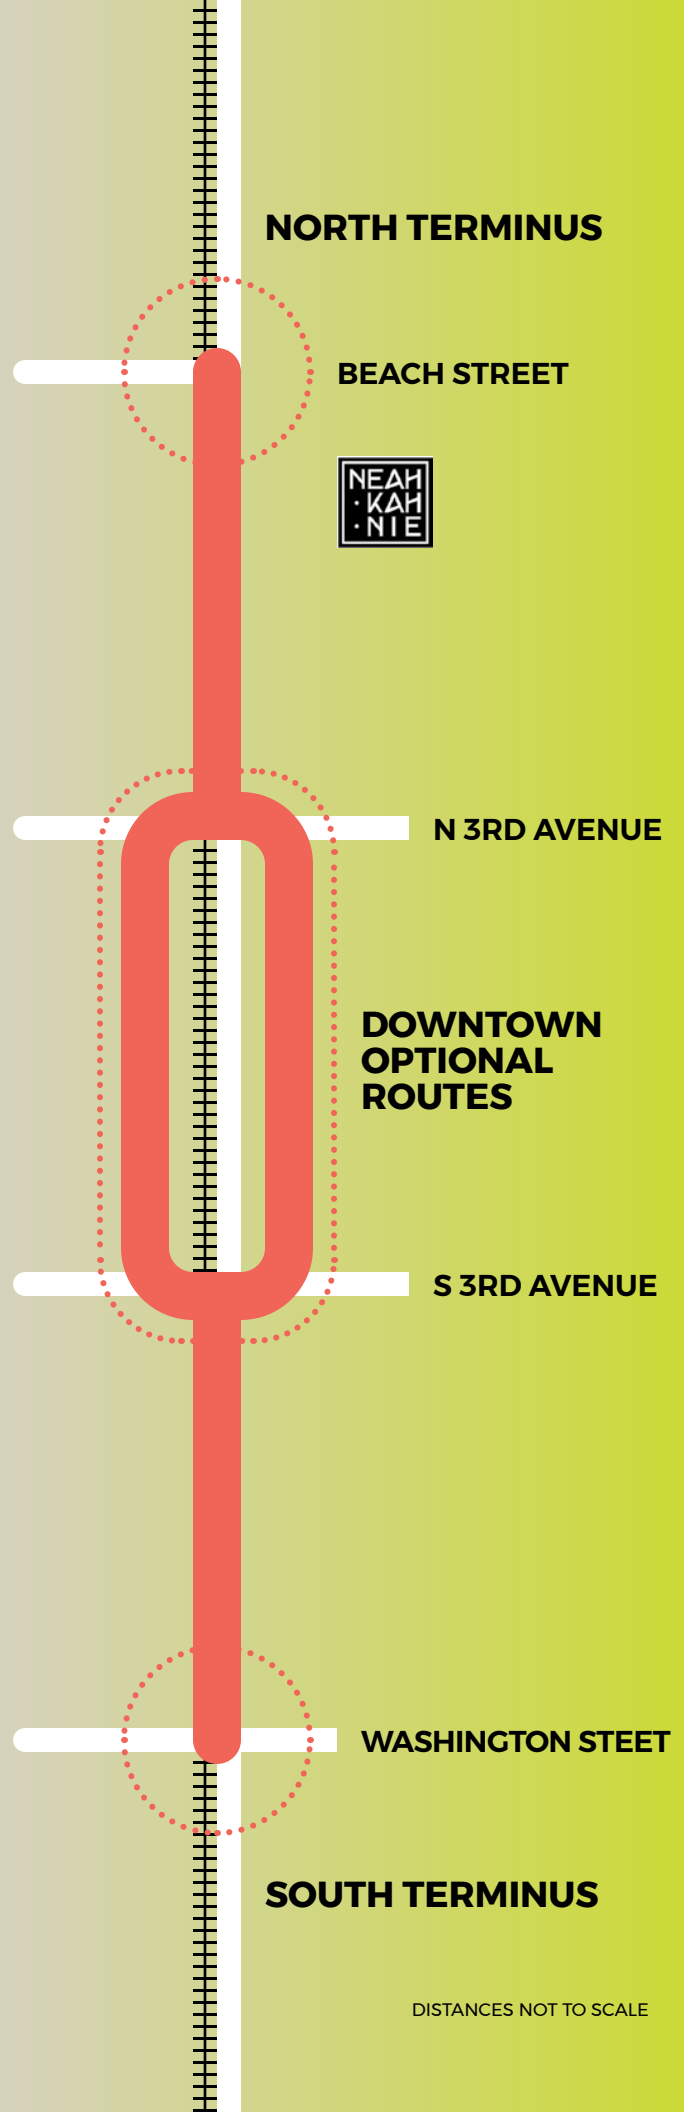 NORTH TERMINUS
BEACH STREET
NEAH
·KAH
·NIE
N 3RD AVENUE
DOWNTOWN
OPTIONAL
ROUTES
S 3RD AVENUE
WASHINGTON STEET
SOUTH TERMINUS
DISTANCES NOT TO SCALE